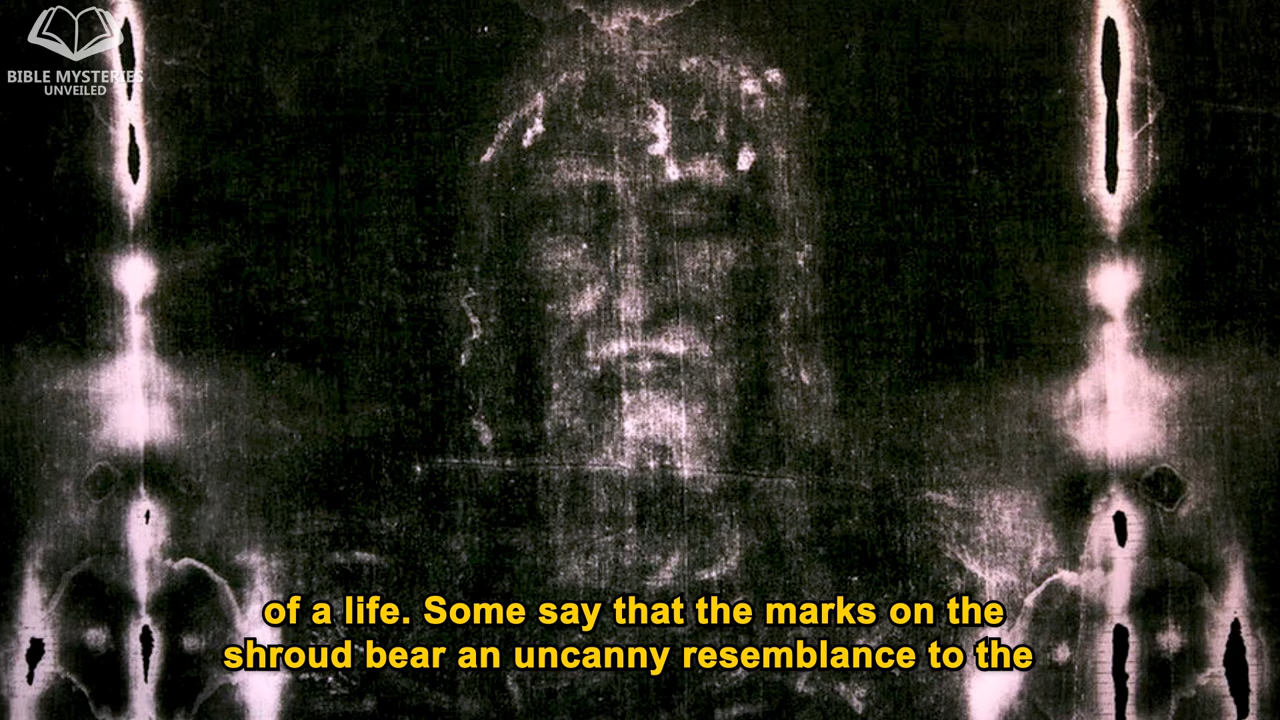 BIBLE MYSTERIES
UNVEILED
of a life. Some say that the marks on the
shroud bear an uncanny resemblance to the